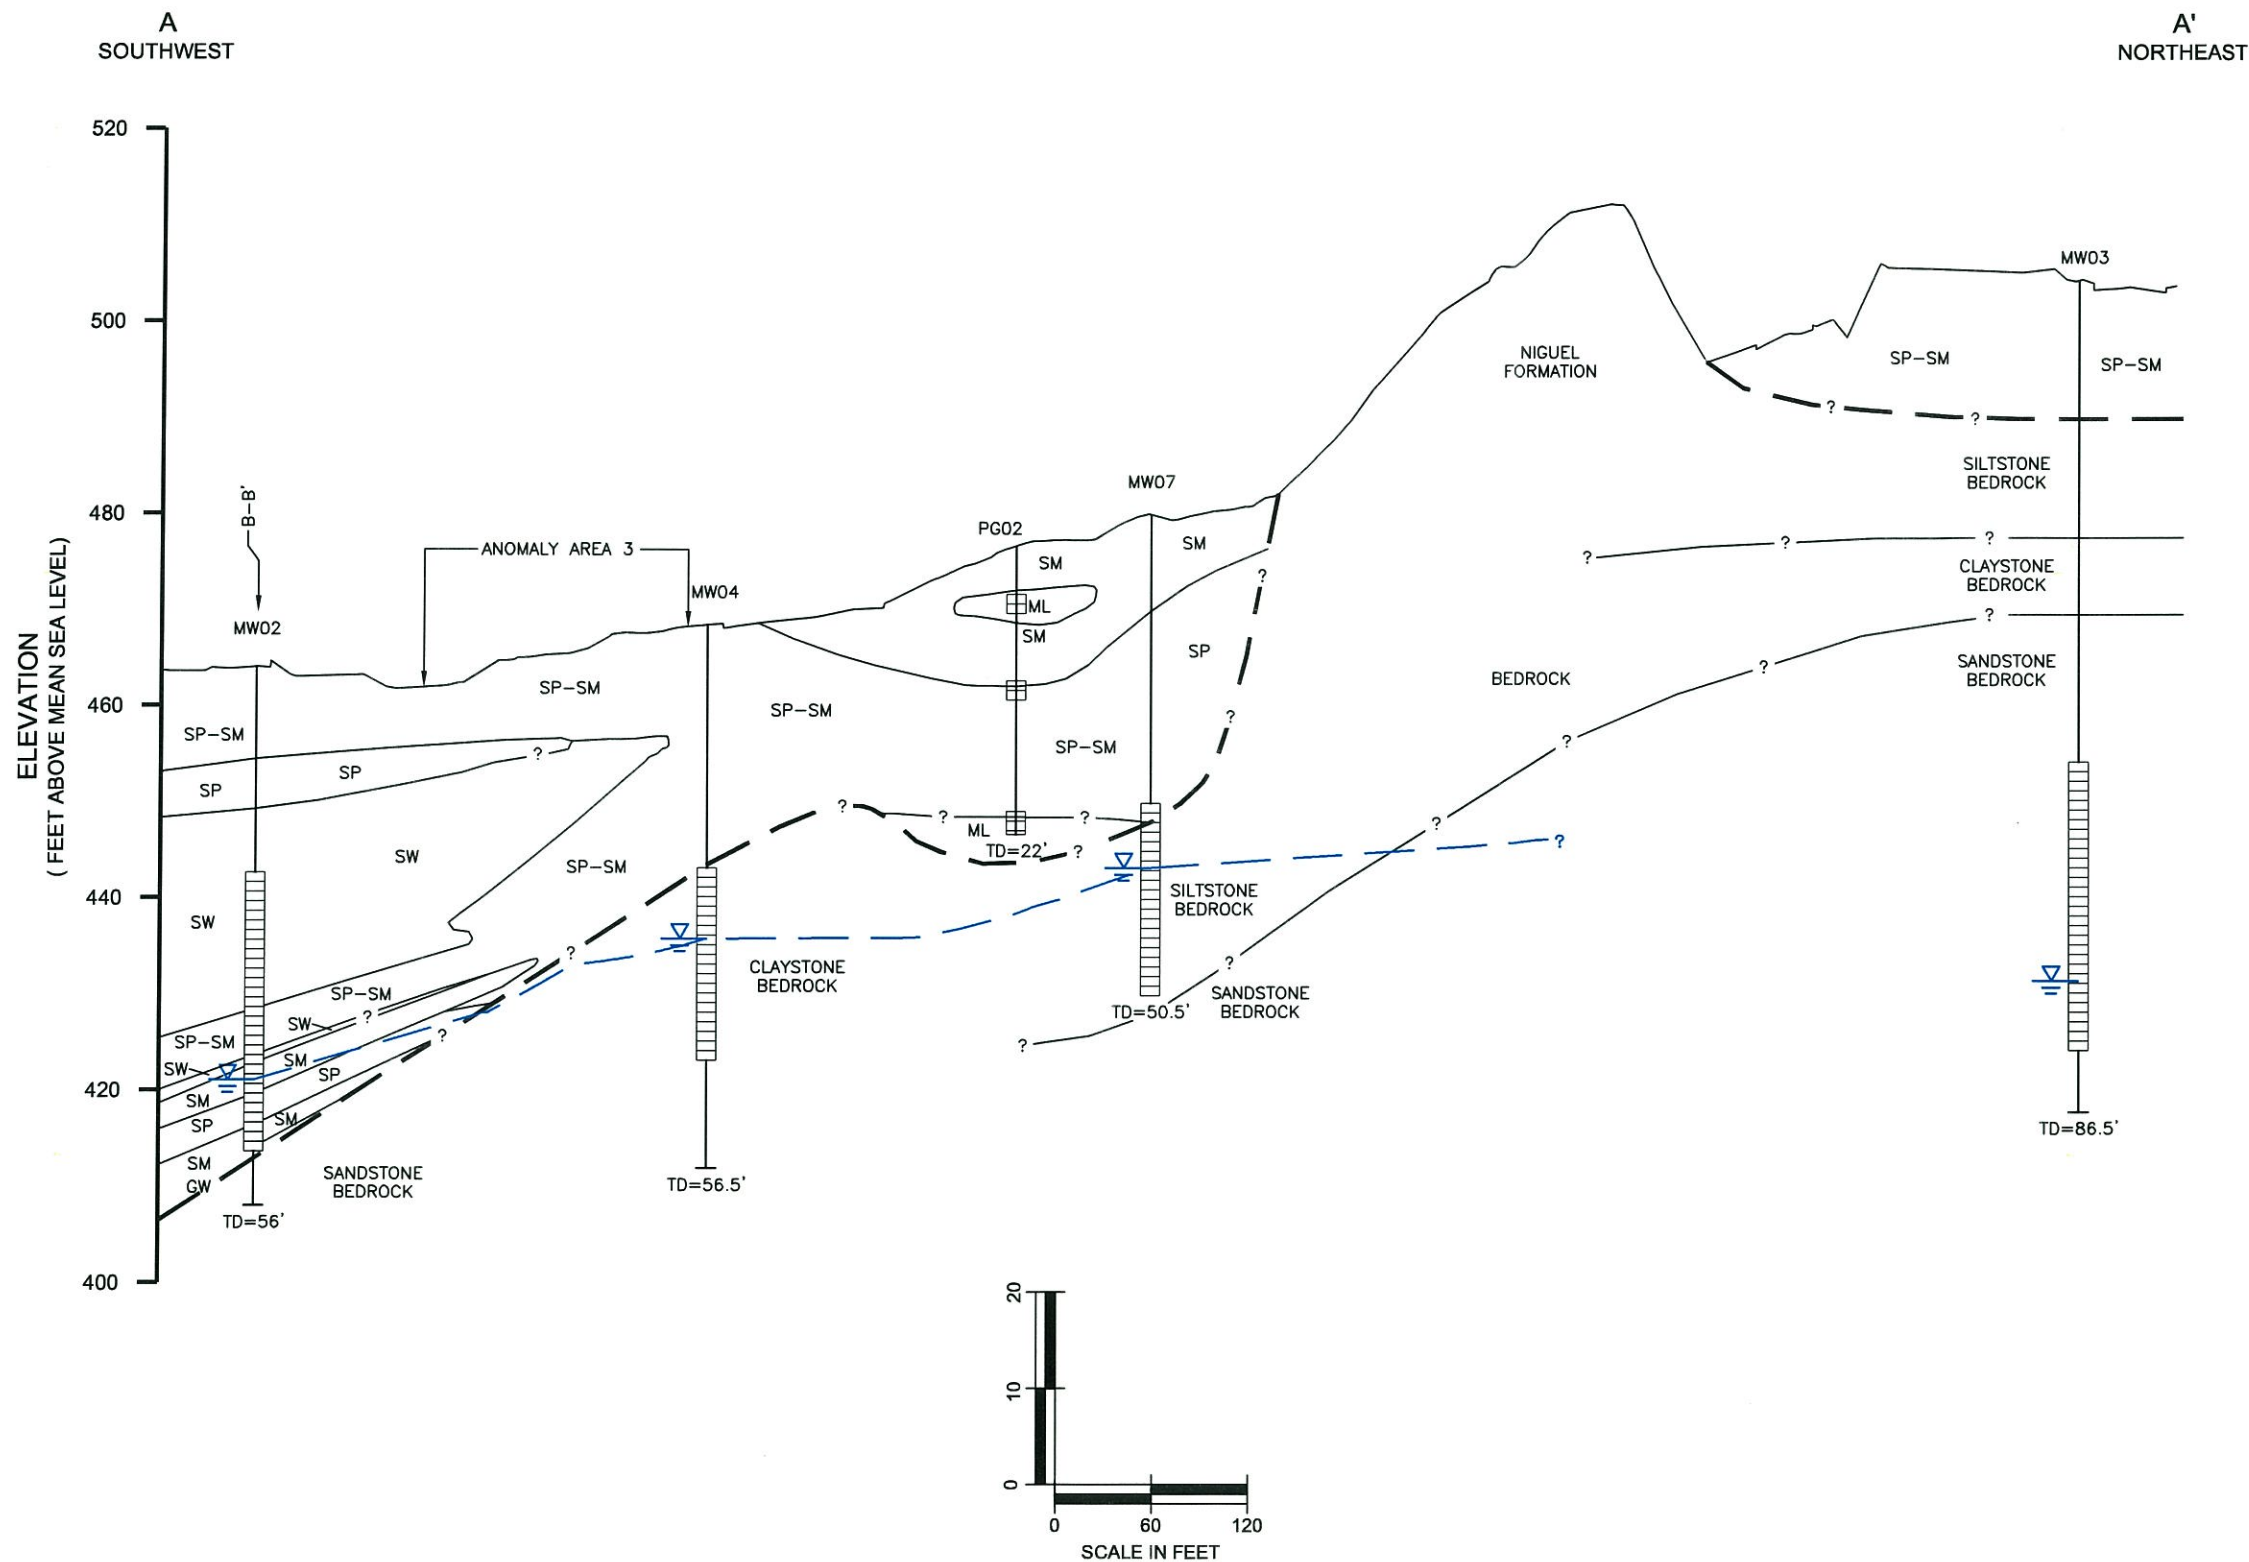 A
SOUTHWEST
A'
NORTHEAST
520
500
480
460
440
420
400
ELEVATION
( FEET ABOVE MEAN SEA LEVEL)
B-B'
MW02
ANOMALY AREA 3
MW04
PG02
MW07
MW03
NIGUEL
FORMATION
SP-SM
SP-SM
?
?
SILTSTONE
BEDROCK
?
?
?
CLAYSTONE
BEDROCK
?
SANDSTONE
BEDROCK
?
BEDROCK
?
?
?
?
SM
ML
SM
SM
SP
?
?
SP-SM
SP-SM
SP-SM
SP-SM
SP
SP
?
SW
SW
SP-SM
?
?
?
ML
TD=22'
?
?
SILTSTONE
BEDROCK
CLAYSTONE
BEDROCK
SANDSTONE
BEDROCK
TD=50.5'
?
SP-SM
SP-SM
SW
?
?
SW
SM
SP
?
SM
SP
SM
SM
GW
SANDSTONE
BEDROCK
TD=56'
TD=56.5'
TD=86.5'
20
10
0
0 60 120
SCALE IN FEET